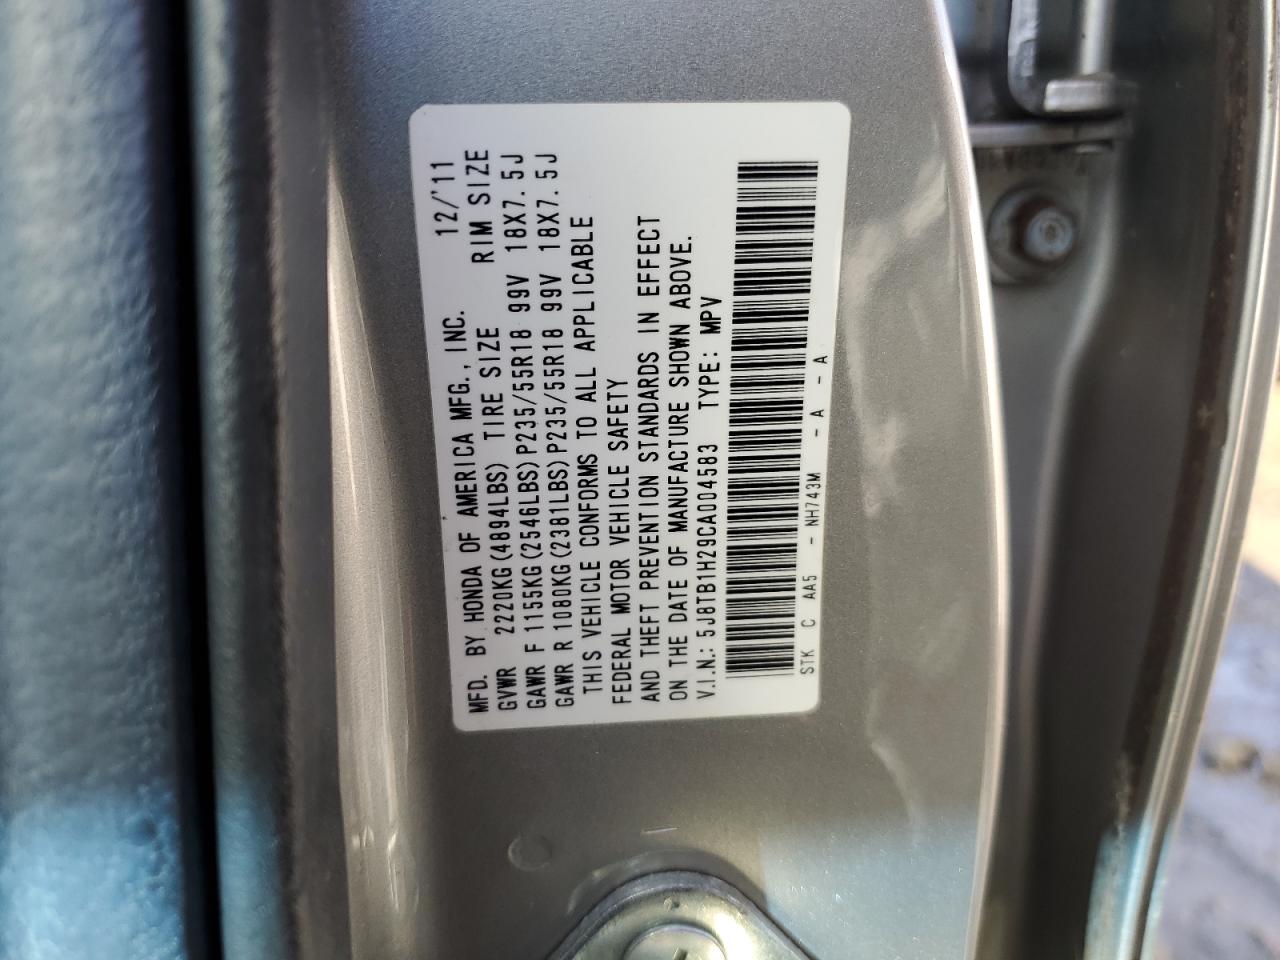 MFD. BY HONDA OF AMERICA MFG., INC. 12/'11
GVWR 2220KG(4894LBS) TIRE SIZE RIM SIZE
GAWR F 1155KG(2546LBS)P235/55R18 99V 18X7.5J
GAWR R 1080KG(2381LBS)P235/55R18 99V 18X7.5J
THIS VEHICLE CONFORMS TO ALL APPLICABLE
FEDERAL MOTOR VEHICLE SAFETY
AND THEFT PREVENTION STANDARDS IN EFFECT
ON THE DATE OF MANUFACTURE SHOWN ABOVE.
V.I.N.: 5J8TB1H29CA004583 TYPE: MPV
STK C AA5 - NH743M - A - A